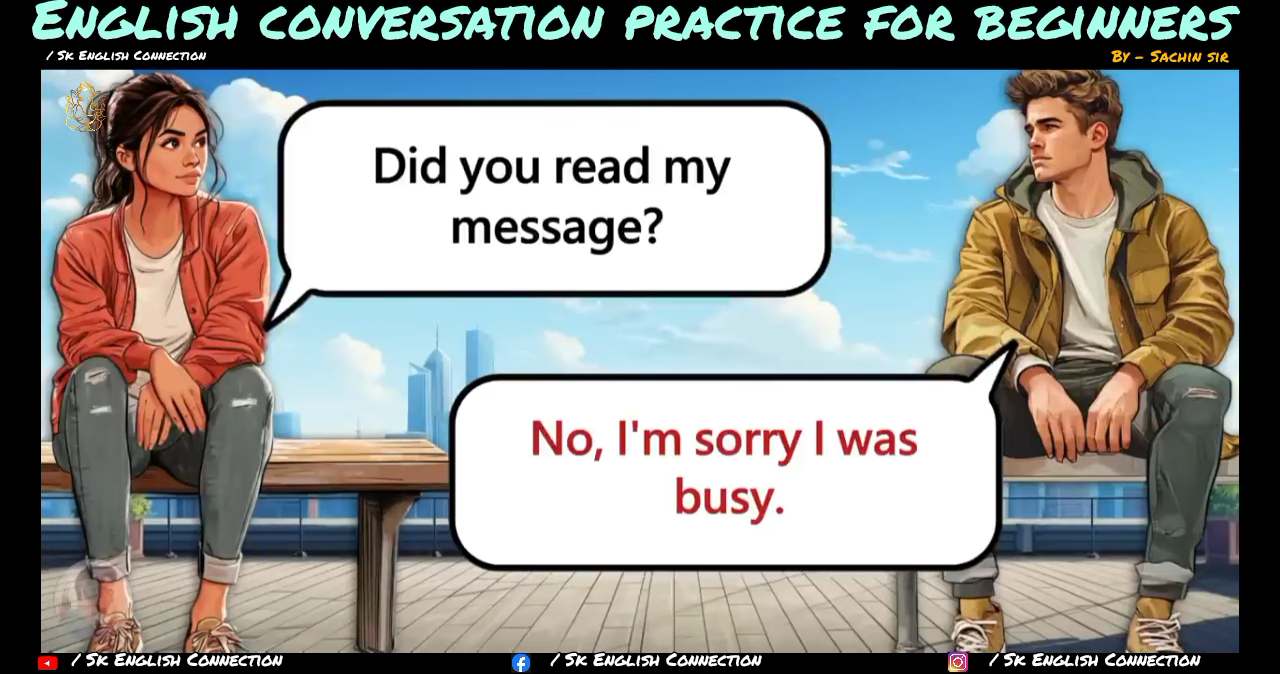 English conversation practice for beginners
/ Sk English Connection
By - Sachin sir
Did you read my
message?
No, I'm sorry I was
busy.
/ Sk English Connection
/ Sk English Connection
/ Sk English Connection